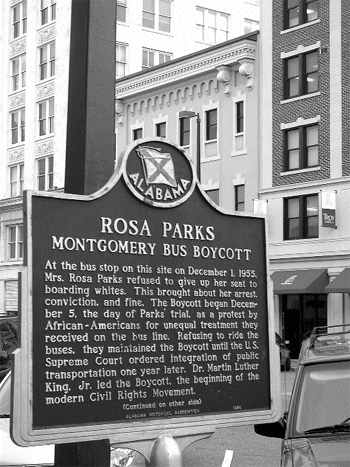 ALABAMA
ROSA PARKS
MONTGOMERY BUS BOYCOTT
At the bus stop on this site on December 1, 1955,
Mrs. Rosa Parks refused to give up her seat to
boarding whites. This brought about her arrest,
conviction, and fine. The Boycott began Decem-
ber 5, the day of Parks' trial, as a protest by
African-Americans for unequal treatment they
received on the bus line. Refusing to ride the
buses, they maintained the Boycott until the U.S.
Supreme Court ordered integration of public
transportation one year later. Dr. Martin Luther
King, Jr. led the Boycott, the beginning of the
modern Civil Rights Movement.
(Continued on other side)
ALABAMA HISTORICAL ASSOCIATION
TROY